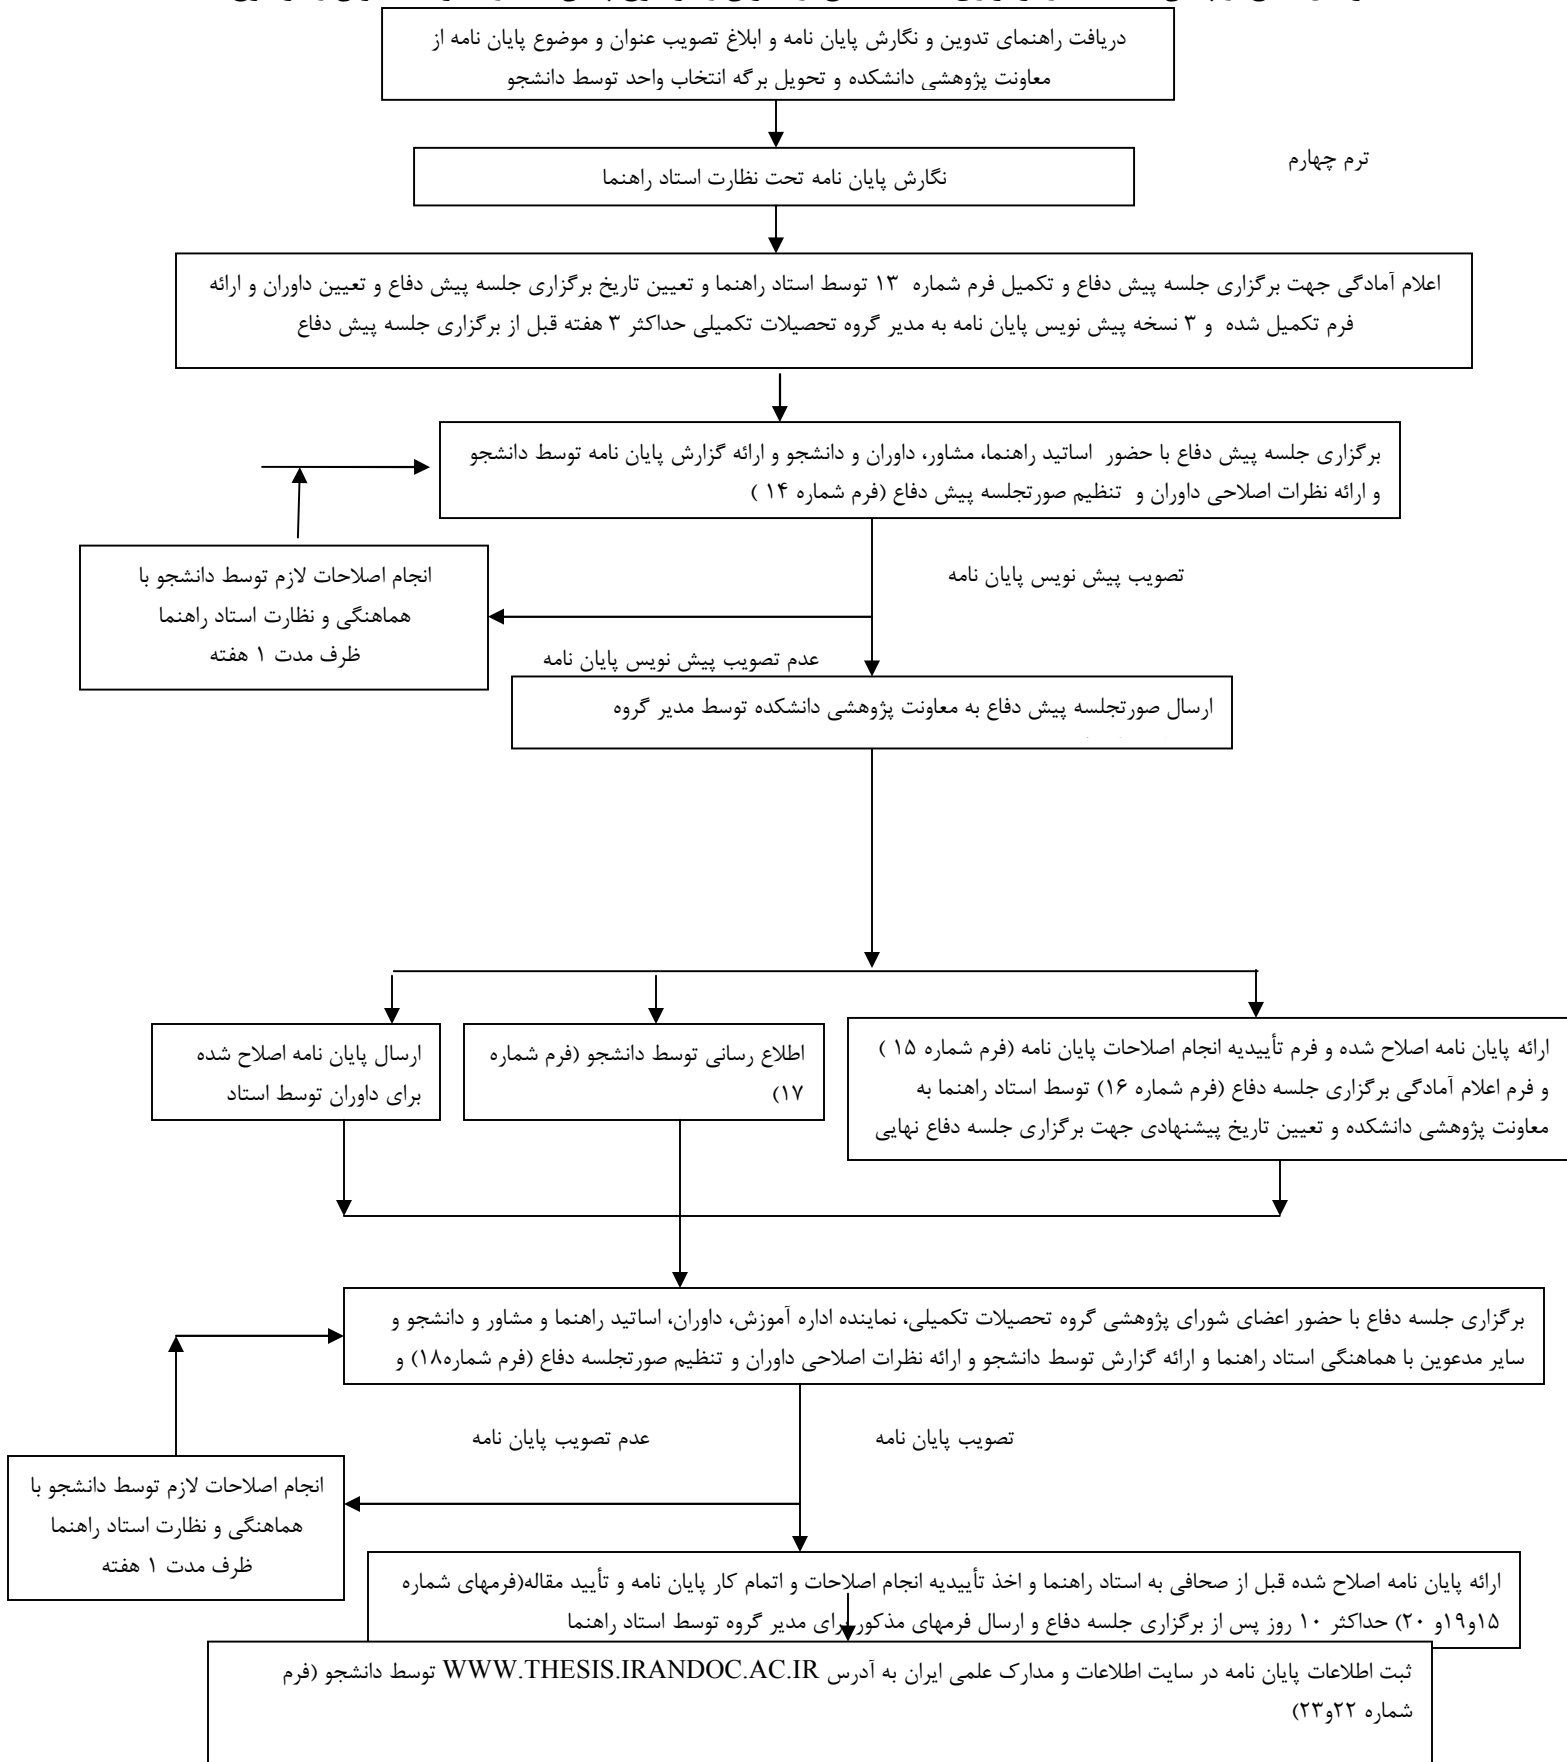 دریافت راهنمای تدوین و نگارش پایان نامه و ابلاغ تصویب عنوان و موضوع پایان نامه از
معاونت پژوهشی دانشکده و تحویل برگه انتخاب واحد توسط دانشجو
ترم چهارم
نگارش پایان نامه تحت نظارت استاد راهنما
اعلام آمادگی جهت برگزاری جلسه پیش دفاع و تکمیل فرم شماره ۱۳ توسط استاد راهنما و تعیین تاریخ برگزاری جلسه پیش دفاع و تعیین داوران و ارائه
فرم تکمیل شده و ۳ نسخه پیش نویس پایان نامه به مدیر گروه تحصیلات تکمیلی حداکثر ۳ هفته قبل از برگزاری جلسه پیش دفاع
برگزاری جلسه پیش دفاع با حضور اساتید راهنما، مشاور، داوران و دانشجو و ارائه گزارش پایان نامه توسط دانشجو
و ارائه نظرات اصلاحی داوران و تنظیم صورتجلسه پیش دفاع (فرم شماره ۱۴ )
انجام اصلاحات لازم توسط دانشجو با
هماهنگی و نظارت استاد راهنما
ظرف مدت ۱ هفته
تصویب پیش نویس پایان نامه
عدم تصویب پیش نویس پایان نامه
ارسال صورتجلسه پیش دفاع به معاونت پژوهشی دانشکده توسط مدیر گروه
ارائه پایان نامه اصلاح شده و فرم تأییدیه انجام اصلاحات پایان نامه (فرم شماره ۱۵ )
و فرم اعلام آمادگی برگزاری جلسه دفاع (فرم شماره ۱۶) توسط استاد راهنما به
معاونت پژوهشی دانشکده و تعیین تاریخ پیشنهادی جهت برگزاری جلسه دفاع نهایی
اطلاع رسانی توسط دانشجو (فرم شماره
۱۷)
ارسال پایان نامه اصلاح شده
برای داوران توسط استاد
برگزاری جلسه دفاع با حضور اعضای شورای پژوهشی گروه تحصیلات تکمیلی، نماینده اداره آموزش، داوران، اساتید راهنما و مشاور و دانشجو و
سایر مدعوین با هماهنگی استاد راهنما و ارائه گزارش توسط دانشجو و ارائه نظرات اصلاحی داوران و تنظیم صورتجلسه دفاع (فرم شماره۱۸) و
تصویب پایان نامه
عدم تصویب پایان نامه
انجام اصلاحات لازم توسط دانشجو با
هماهنگی و نظارت استاد راهنما
ظرف مدت ۱ هفته
ارائه پایان نامه اصلاح شده قبل از صحافی به استاد راهنما و اخذ تأییدیه انجام اصلاحات و اتمام کار پایان نامه و تأیید مقاله(فرمهای شماره
۱۵و۱۹و ۲۰) حداکثر ۱۰ روز پس از برگزاری جلسه دفاع و ارسال فرمهای مذکور برای مدیر گروه توسط استاد راهنما
ثبت اطلاعات پایان نامه در سایت اطلاعات و مدارک علمی ایران به آدرس WWW.THESIS.IRANDOC.AC.IR توسط دانشجو (فرم
شماره ۲۲و۲۳)